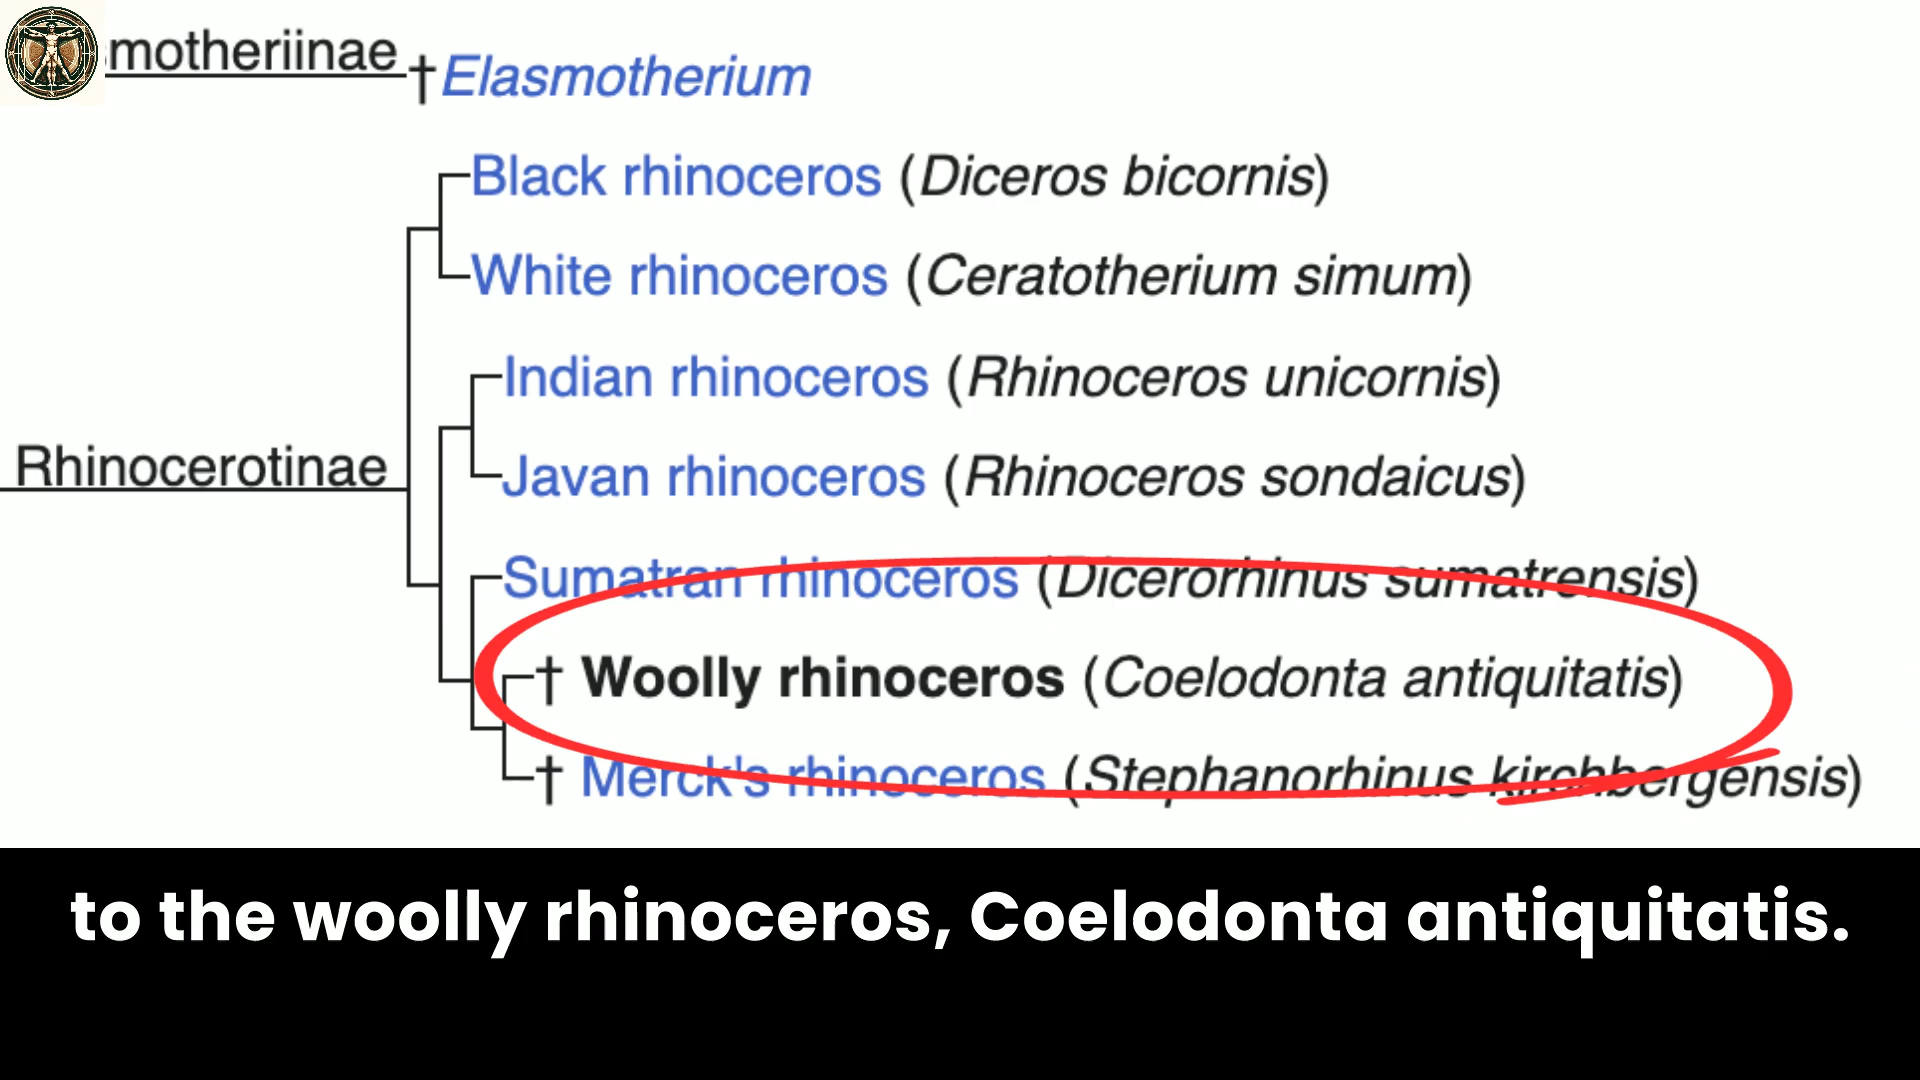 smotheriinae †Elasmotherium
Black rhinoceros (Diceros bicornis)
White rhinoceros (Ceratotherium simum)
Indian rhinoceros (Rhinoceros unicornis)
Rhinocerotinae
Javan rhinoceros (Rhinoceros sondaicus)
Sumatran rhinoceros (Dicerorhinus sumatrensis)
† Woolly rhinoceros (Coelodonta antiquitatis)
† Merck's rhinoceros (Stephanorhinus kirchbergensis)
to the woolly rhinoceros, Coelodonta antiquitatis.